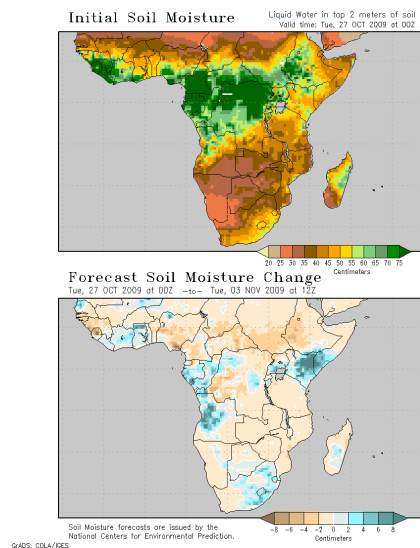 Initial Soil Moisture
Liquid Water in top 2 meters of soil
Valid time: Tue, 27 OCT 2009 at 00Z
20 25 30 35 40 45 50 55 60 65 70 75
Centimeters
Forecast Soil Moisture Change
Tue, 27 OCT 2009 at 00Z —to— Tue, 03 NOV 2009 at 12Z
Soil Moisture forecasts are issued by the
National Centers for Environmental Prediction.
-8 -6 -4 -2 0 2 4 6 8
Centimeters
GrADS: COLA/IGES